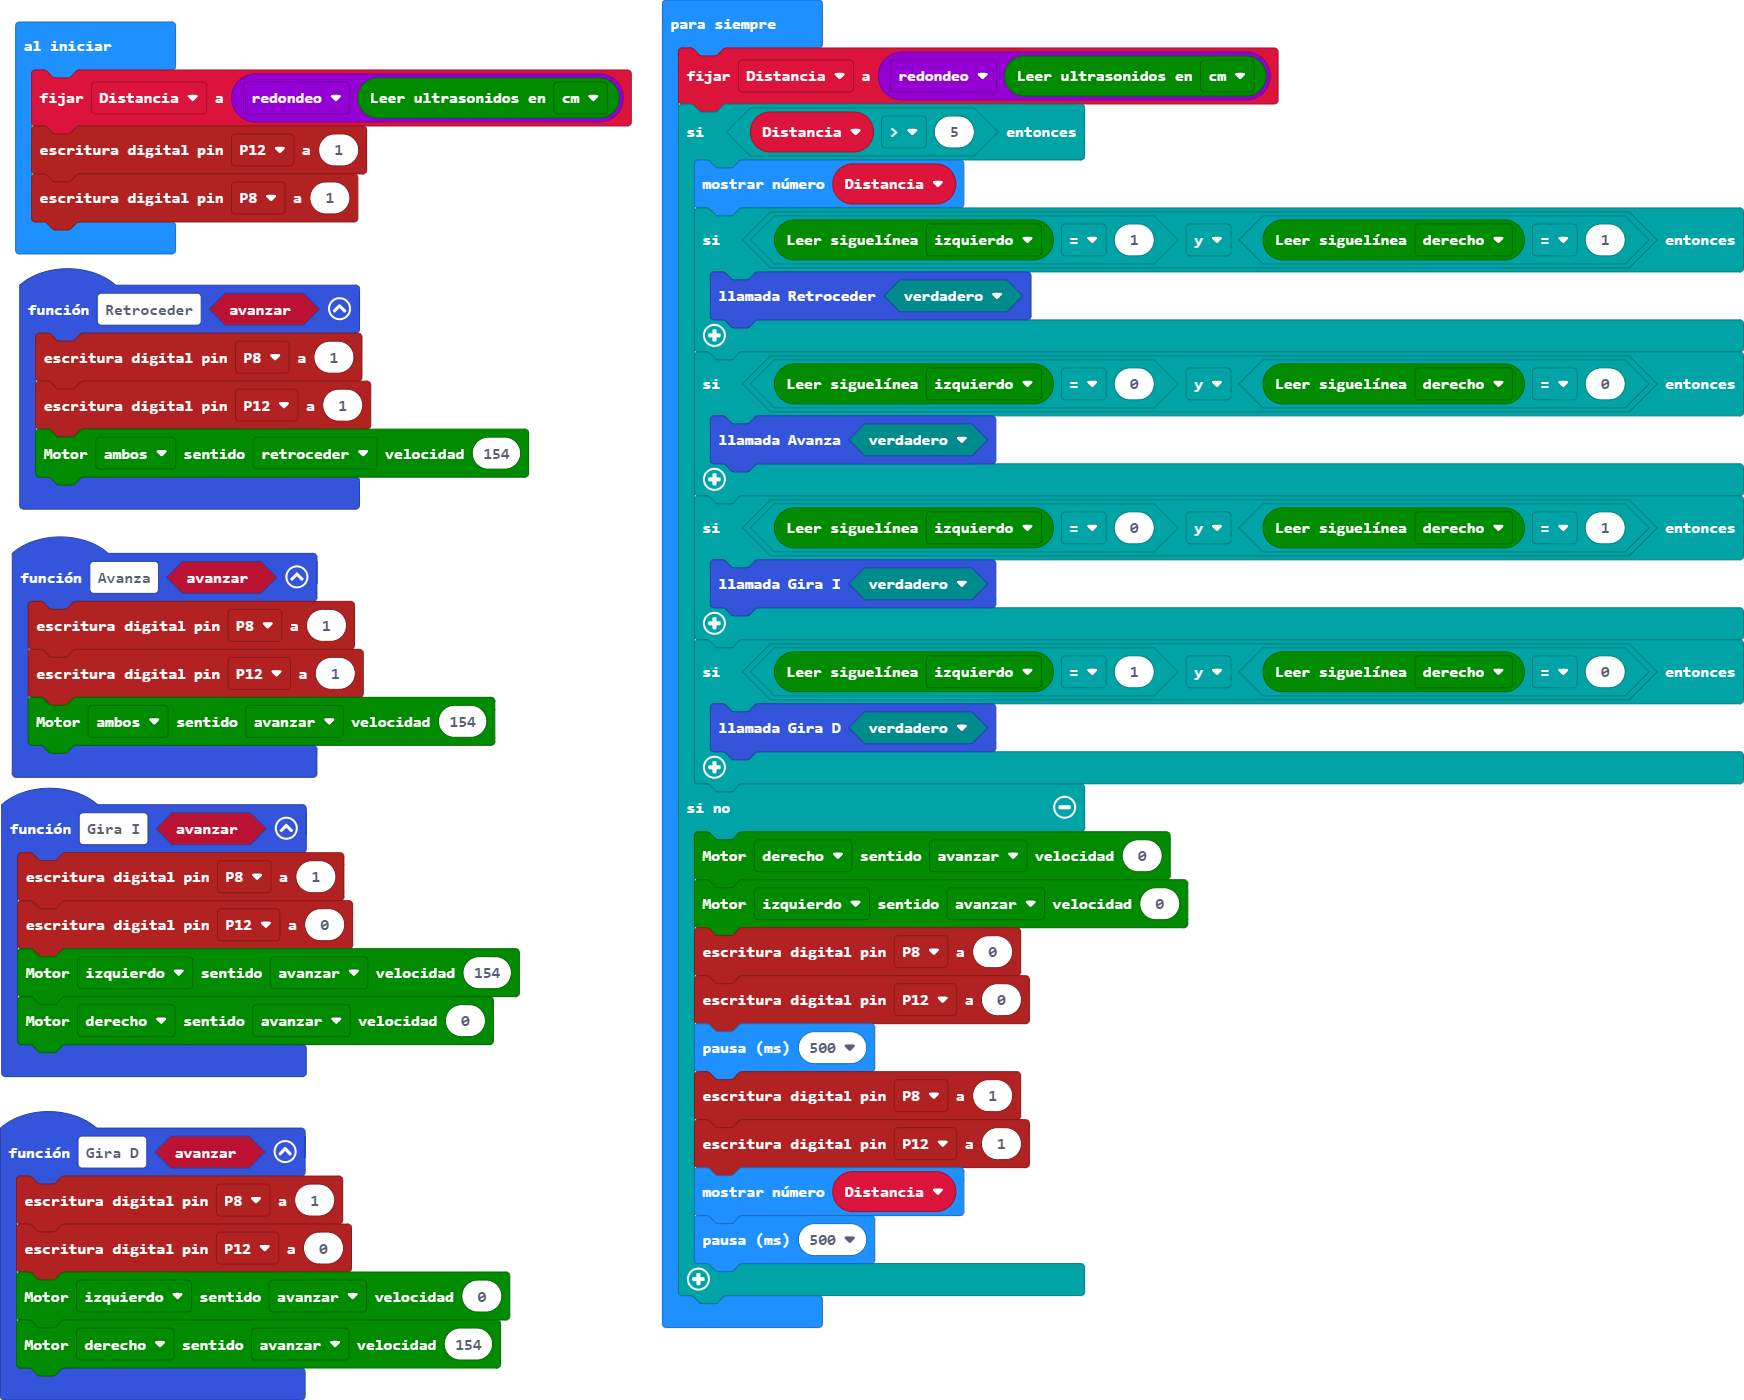 al iniciar
fijar Distancia a redondeo Leer ultrasonidos en cm
escritura digital pin P12 a 1
escritura digital pin P8 a 1
función Retroceder avanzar
escritura digital pin P8 a 1
escritura digital pin P12 a 1
Motor ambos sentido retroceder velocidad 154
función Avanza avanzar
escritura digital pin P8 a 1
escritura digital pin P12 a 1
Motor ambos sentido avanzar velocidad 154
función Gira I avanzar
escritura digital pin P8 a 1
escritura digital pin P12 a 0
Motor izquierdo sentido avanzar velocidad 154
Motor derecho sentido avanzar velocidad 0
función Gira D avanzar
escritura digital pin P8 a 1
escritura digital pin P12 a 0
Motor izquierdo sentido avanzar velocidad 0
Motor derecho sentido avanzar velocidad 154
para siempre
fijar Distancia a redondeo Leer ultrasonidos en cm
si Distancia > 5 entonces
mostrar número Distancia
si Leer siguelínea izquierdo = 1 y Leer siguelínea derecho = 1 entonces
llamada Retroceder verdadero
si Leer siguelínea izquierdo = 0 y Leer siguelínea derecho = 0 entonces
llamada Avanza verdadero
si Leer siguelínea izquierdo = 0 y Leer siguelínea derecho = 1 entonces
llamada Gira I verdadero
si Leer siguelínea izquierdo = 1 y Leer siguelínea derecho = 0 entonces
llamada Gira D verdadero
si no
Motor derecho sentido avanzar velocidad 0
Motor izquierdo sentido avanzar velocidad 0
escritura digital pin P8 a 0
escritura digital pin P12 a 0
pausa (ms) 500
escritura digital pin P8 a 1
escritura digital pin P12 a 1
mostrar número Distancia
pausa (ms) 500